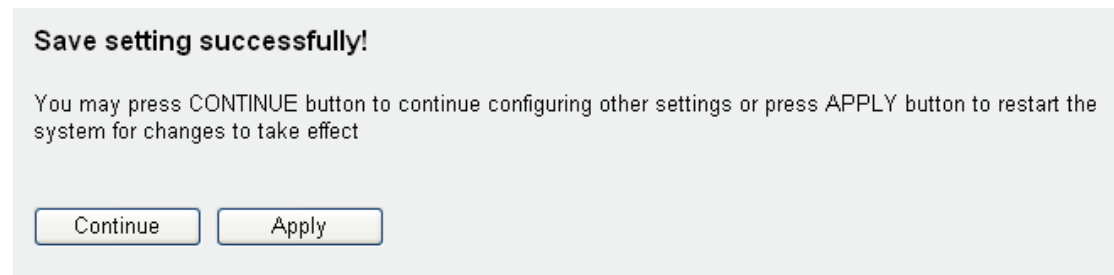 Save setting successfully!
You may press CONTINUE button to continue configuring other settings or press APPLY button to restart the
system for changes to take effect
Continue Apply